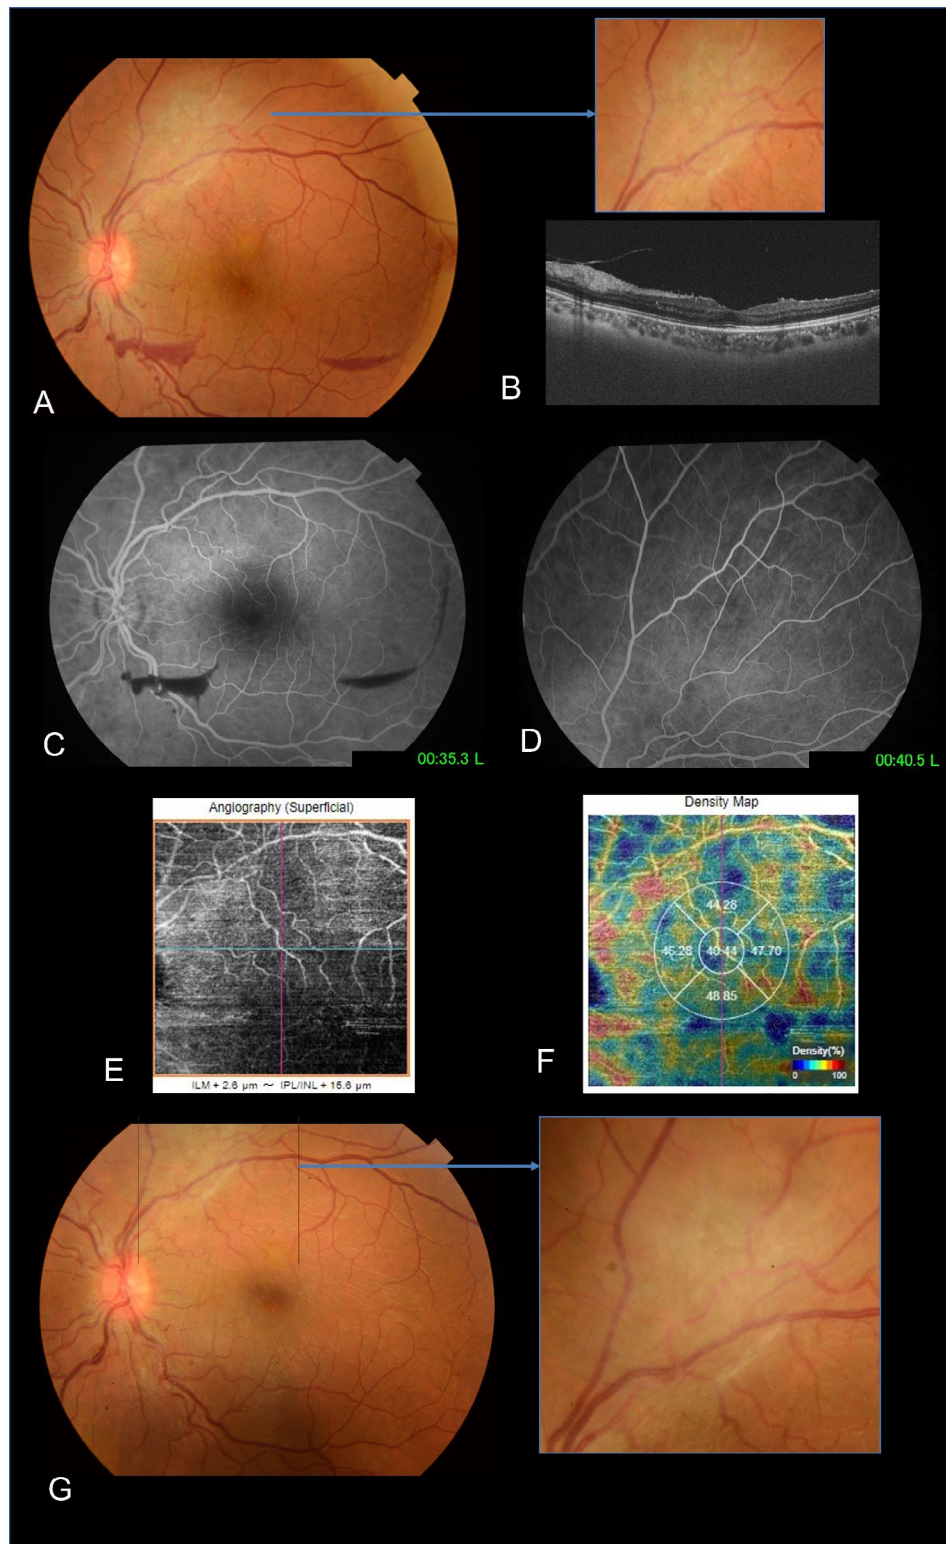 A
B
C
00:35.3 L
D
00:40.5 L
Angiography (Superficial)
ILM + 2.6 μm ~ IPL/INL + 15.6 μm
E
Density Map
44.28
46.28 40.44 47.70
48.85
Density(%)
0 100
F
G